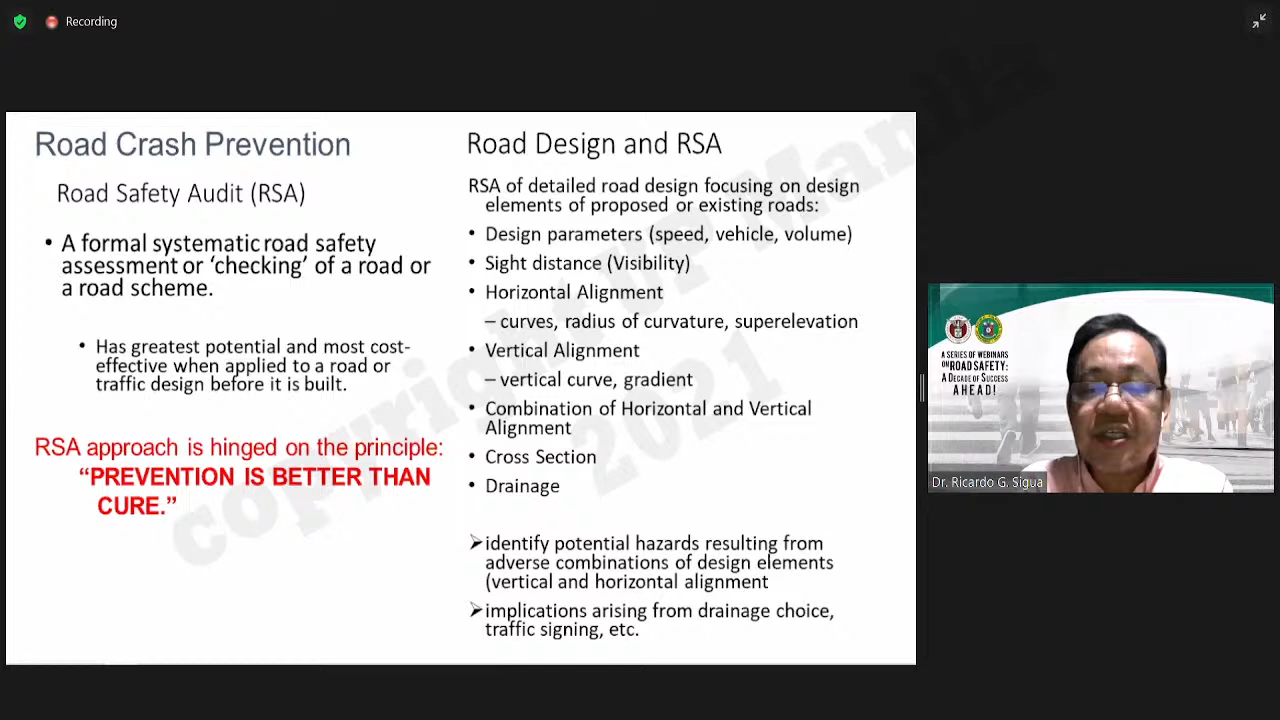 Recording
Road Crash Prevention
Road Safety Audit (RSA)
• A formal systematic road safety
assessment or ‘checking’ of a road or
a road scheme.
• Has greatest potential and most cost-
effective when applied to a road or
traffic design before it is built.
RSA approach is hinged on the principle:
“PREVENTION IS BETTER THAN
CURE.”
Road Design and RSA
RSA of detailed road design focusing on design
elements of proposed or existing roads:
• Design parameters (speed, vehicle, volume)
• Sight distance (Visibility)
• Horizontal Alignment
– curves, radius of curvature, superelevation
• Vertical Alignment
– vertical curve, gradient
• Combination of Horizontal and Vertical
Alignment
• Cross Section
• Drainage
➢identify potential hazards resulting from
adverse combinations of design elements
(vertical and horizontal alignment
➢implications arising from drainage choice,
traffic signing, etc.
copyright UP Manila
2021
A SERIES OF WEBINARS
ON ROAD SAFETY:
A DECADE OF SUCCESS
AHEAD!
Dr. Ricardo G. Sigua